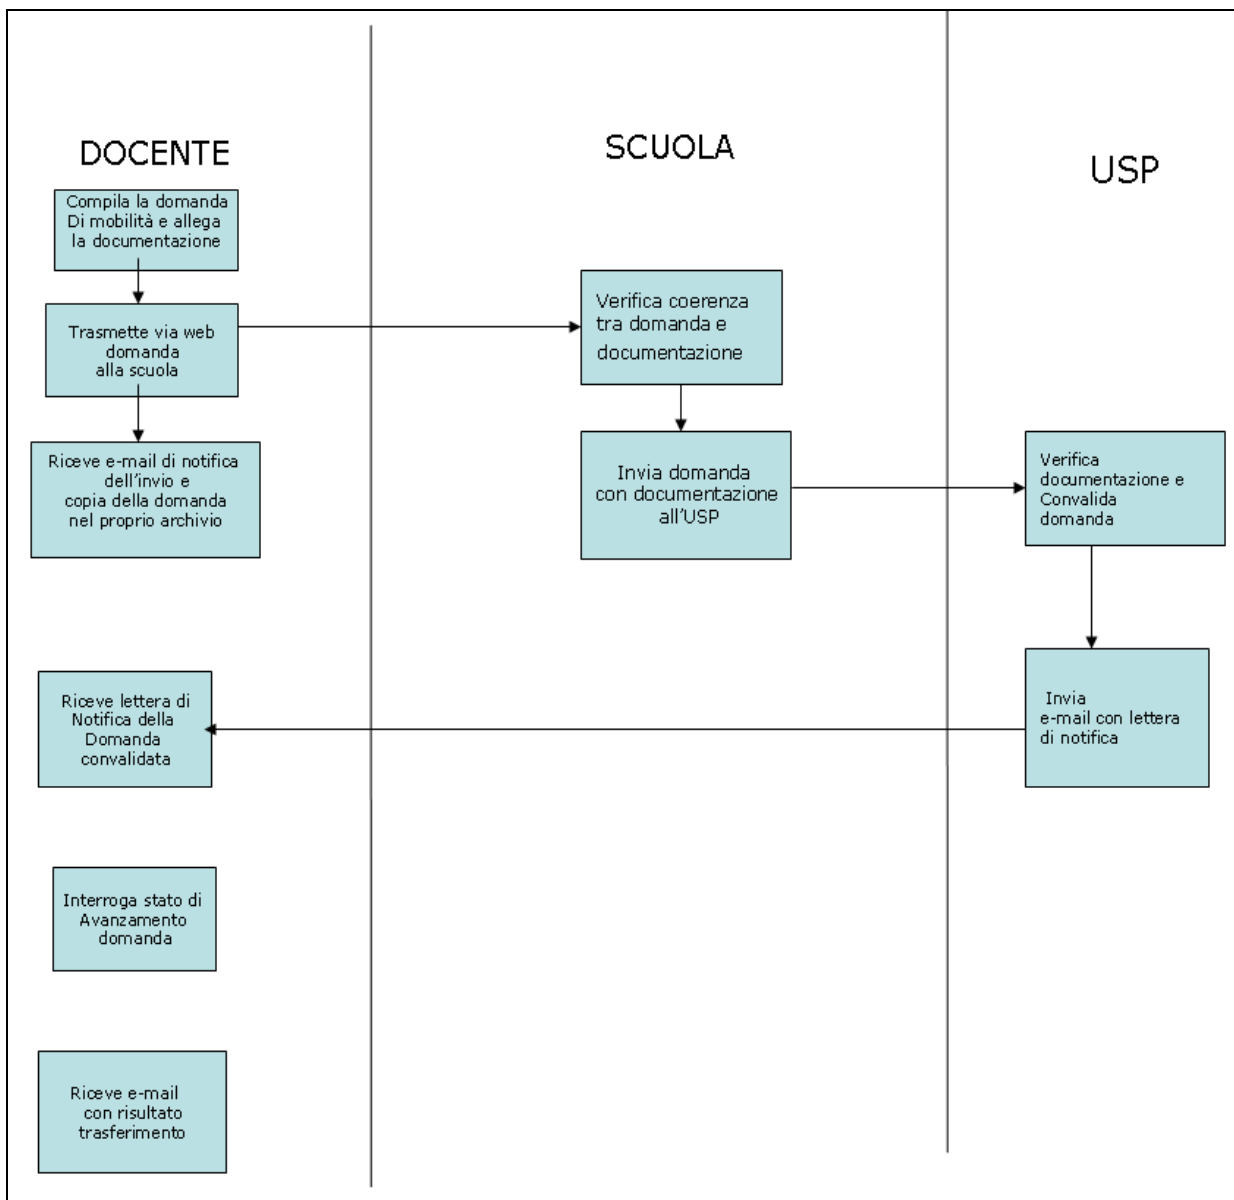 DOCENTE
SCUOLA
USP
Compila la domanda
Di mobilità e allega
la documentazione
Trasmette via web
domanda
alla scuola
Riceve e-mail di notifica
dell'invio e
copia della domanda
nel proprio archivio
Verifica coerenza
tra domanda e
documentazione
Invia domanda
con documentazione
all'USP
Verifica
documentazione e
Convalida
domanda
Invia
e-mail con lettera
di notifica
Riceve lettera di
Notifica della
Domanda
convalidata
Interroga stato di
Avanzamento
domanda
Riceve e-mail
con risultato
trasferimento